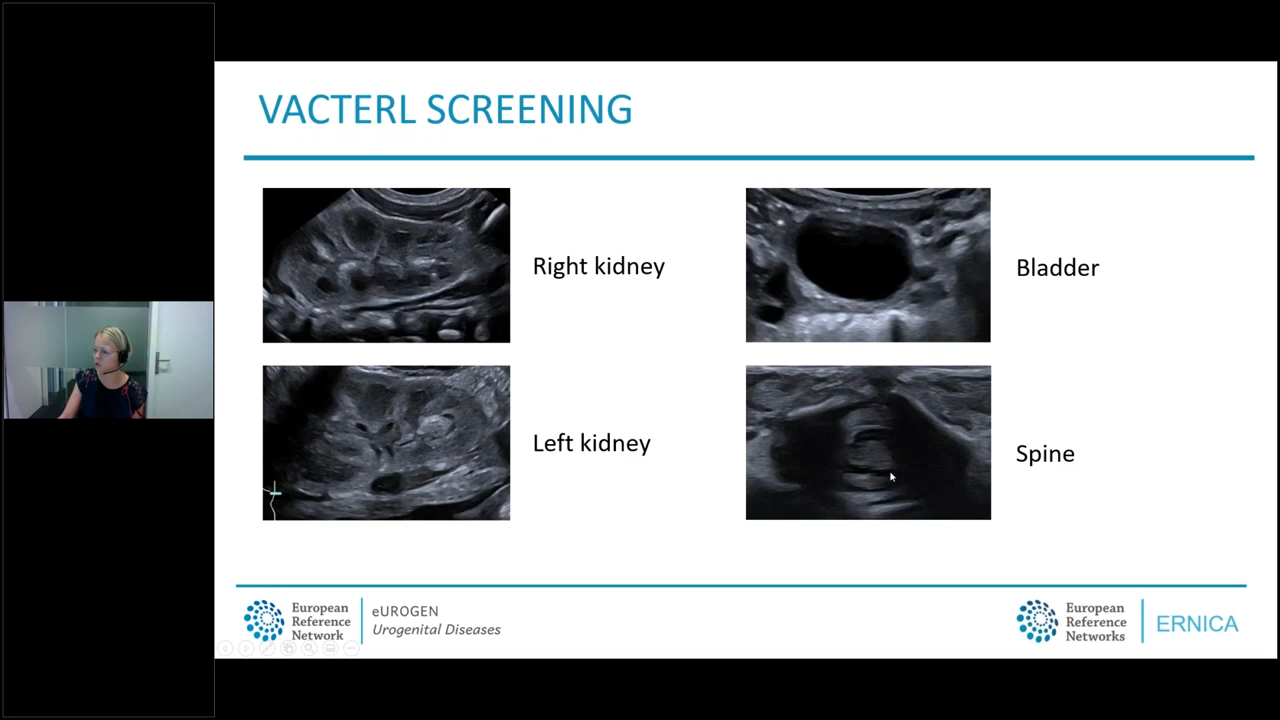 VACTERL SCREENING
Right kidney
Bladder
Left kidney
Spine
European
Reference
Network
eUROGEN
Urogenital Diseases
European
Reference
Networks
ERNICA